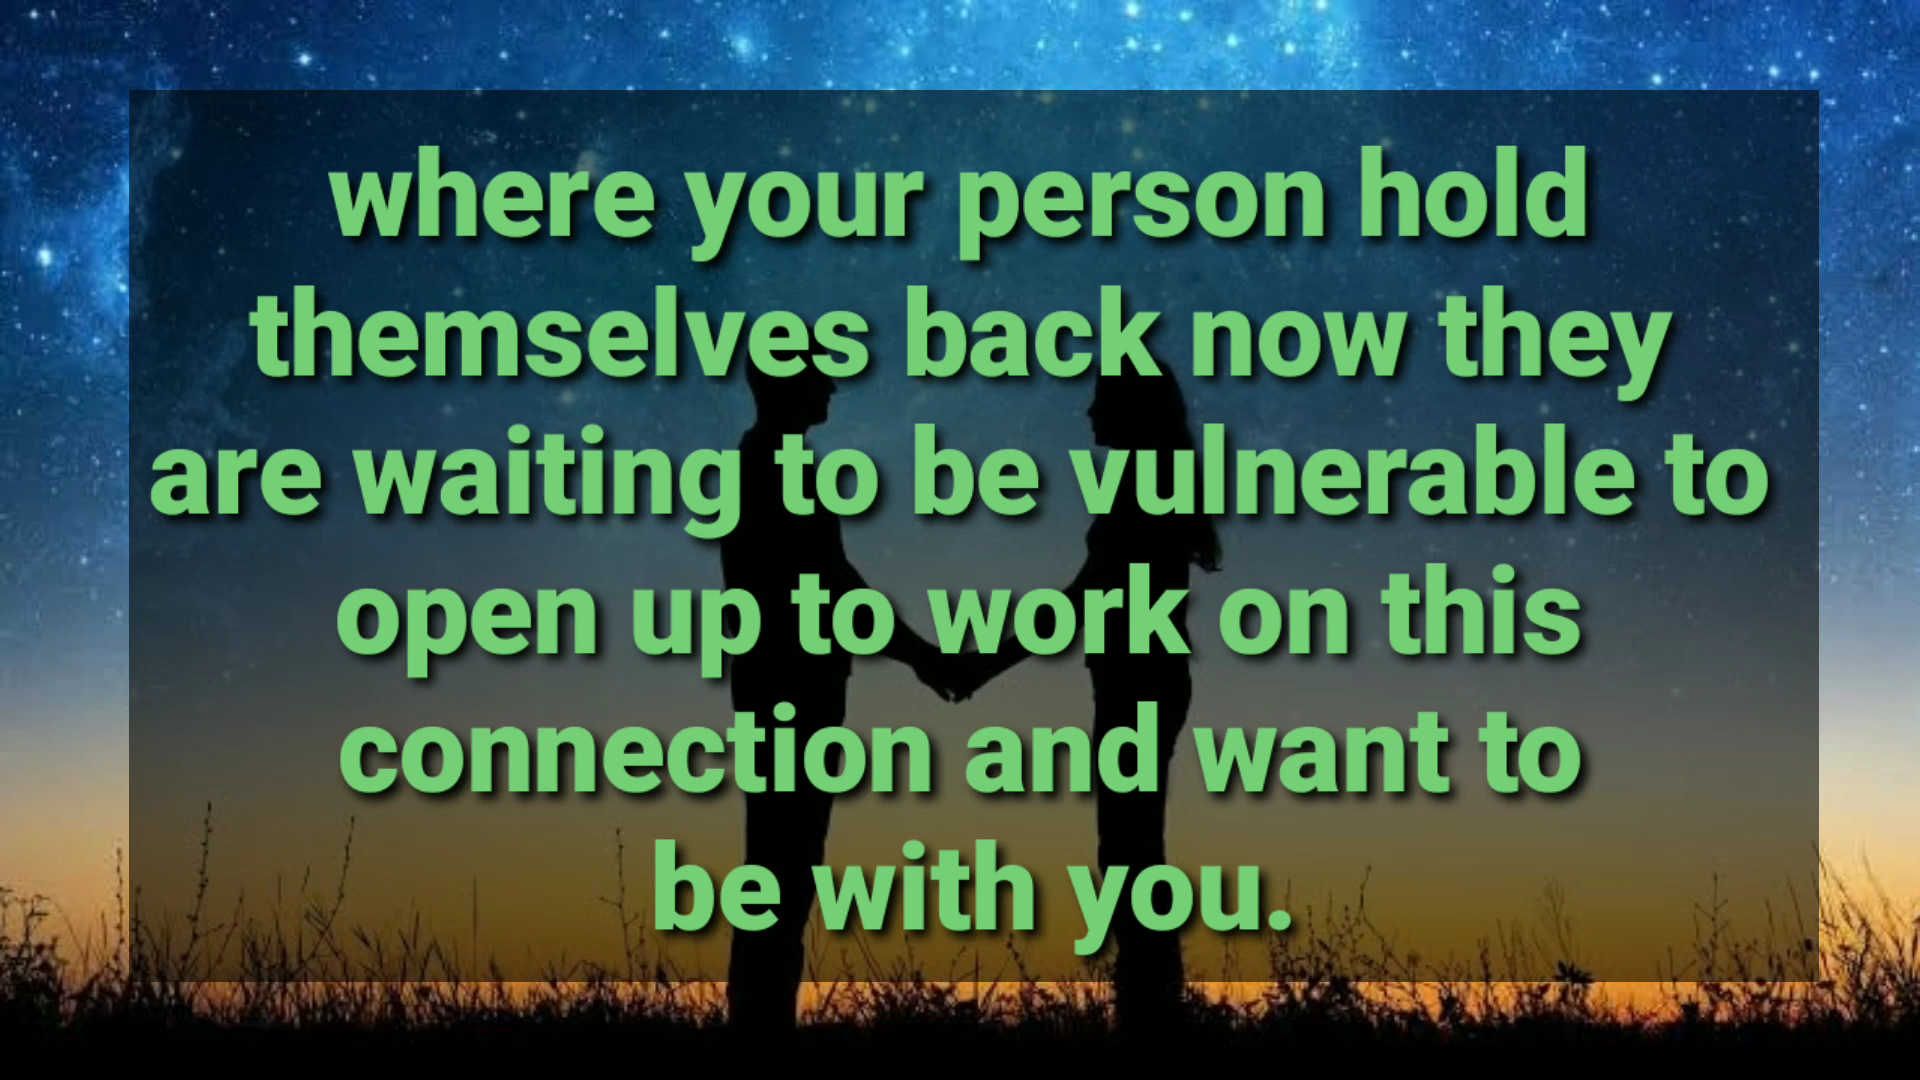 where your person hold
themselves back now they
are waiting to be vulnerable to
open up to work on this
connection and want to
be with you.